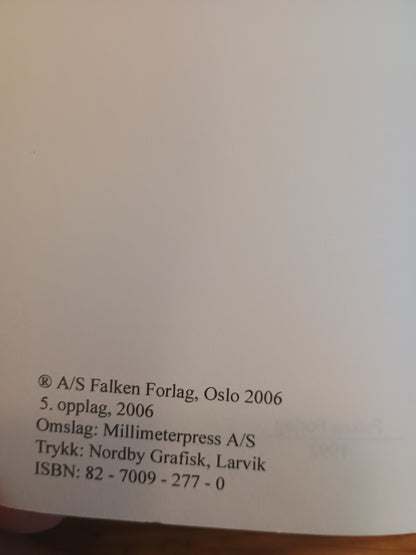 ® A/S Falken Forlag, Oslo 2006
5. opplag, 2006
Omslag: Millimeterpress A/S
Trykk: Nordby Grafisk, Larvik
ISBN: 82 - 7009 - 277 - 0